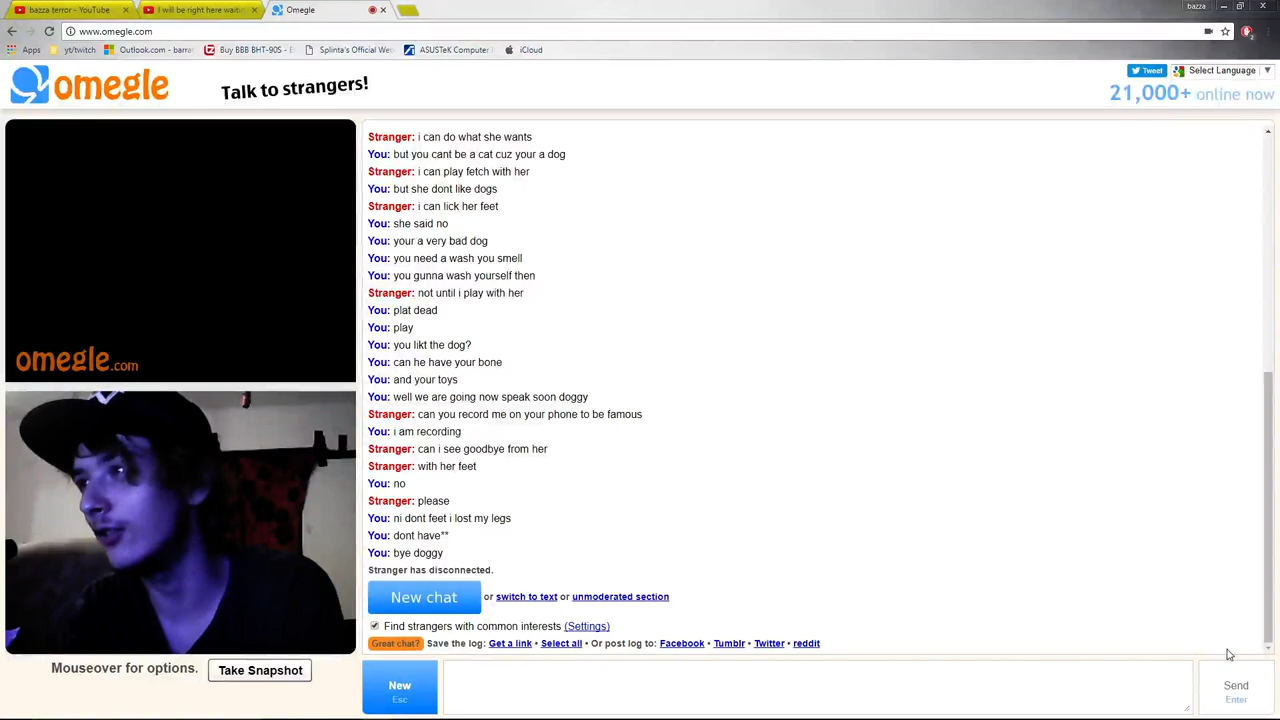 bazza terror - YouTube
I will be right here waitin
Omegle
bazza
www.omegle.com
Apps
yt/twitch
Outlook.com - barra
Buy BBB BHT-90S - E
Splinta's Official We
ASUSTeK Computer
iCloud
omegle
Talk to strangers!
Tweet
Select Language
21,000+ online now
Stranger: i can do what she wants
You: but you cant be a cat cuz your a dog
Stranger: i can play fetch with her
You: but she dont like dogs
Stranger: i can lick her feet
You: she said no
You: your a very bad dog
You: you need a wash you smell
You: you gunna wash yourself then
Stranger: not until i play with her
You: plat dead
You: play
You: you likt the dog?
You: can he have your bone
You: and your toys
You: well we are going now speak soon doggy
Stranger: can you record me on your phone to be famous
You: i am recording
Stranger: can i see goodbye from her
Stranger: with her feet
You: no
Stranger: please
You: ni dont feet i lost my legs
You: dont have**
You: bye doggy
Stranger has disconnected.
New chat or switch to text or unmoderated section
Find strangers with common interests (Settings)
Great chat? Save the log: Get a link • Select all • Or post log to: Facebook • Tumblr • Twitter • reddit
omegle.com
Mouseover for options.
Take Snapshot
New
Esc
Send
Enter